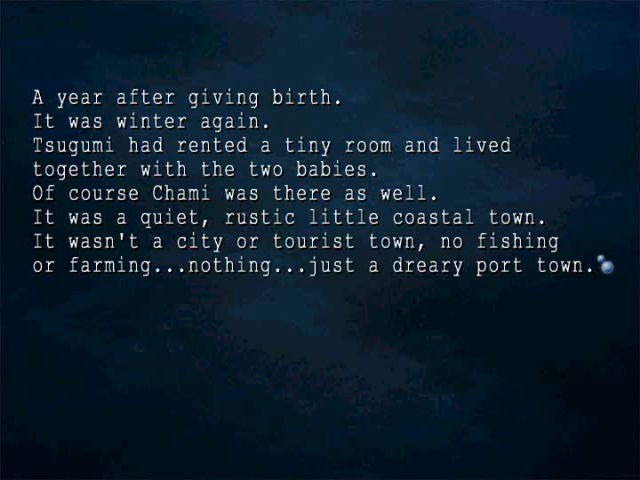 A year after giving birth.
It was winter again.
Tsugumi had rented a tiny room and lived
together with the two babies.
Of course Chami was there as well.
It was a quiet, rustic little coastal town.
It wasn't a city or tourist town, no fishing
or farming...nothing...just a dreary port town.